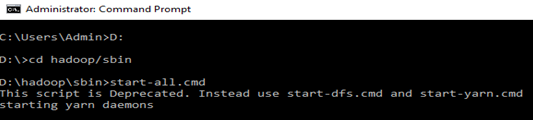 Administrator: Command Prompt
C:\Users\Admin>D:
D:\>cd hadoop/sbin
D:\hadoop\sbin>start-all.cmd
This script is Deprecated. Instead use start-dfs.cmd and start-yarn.cmd
starting yarn daemons